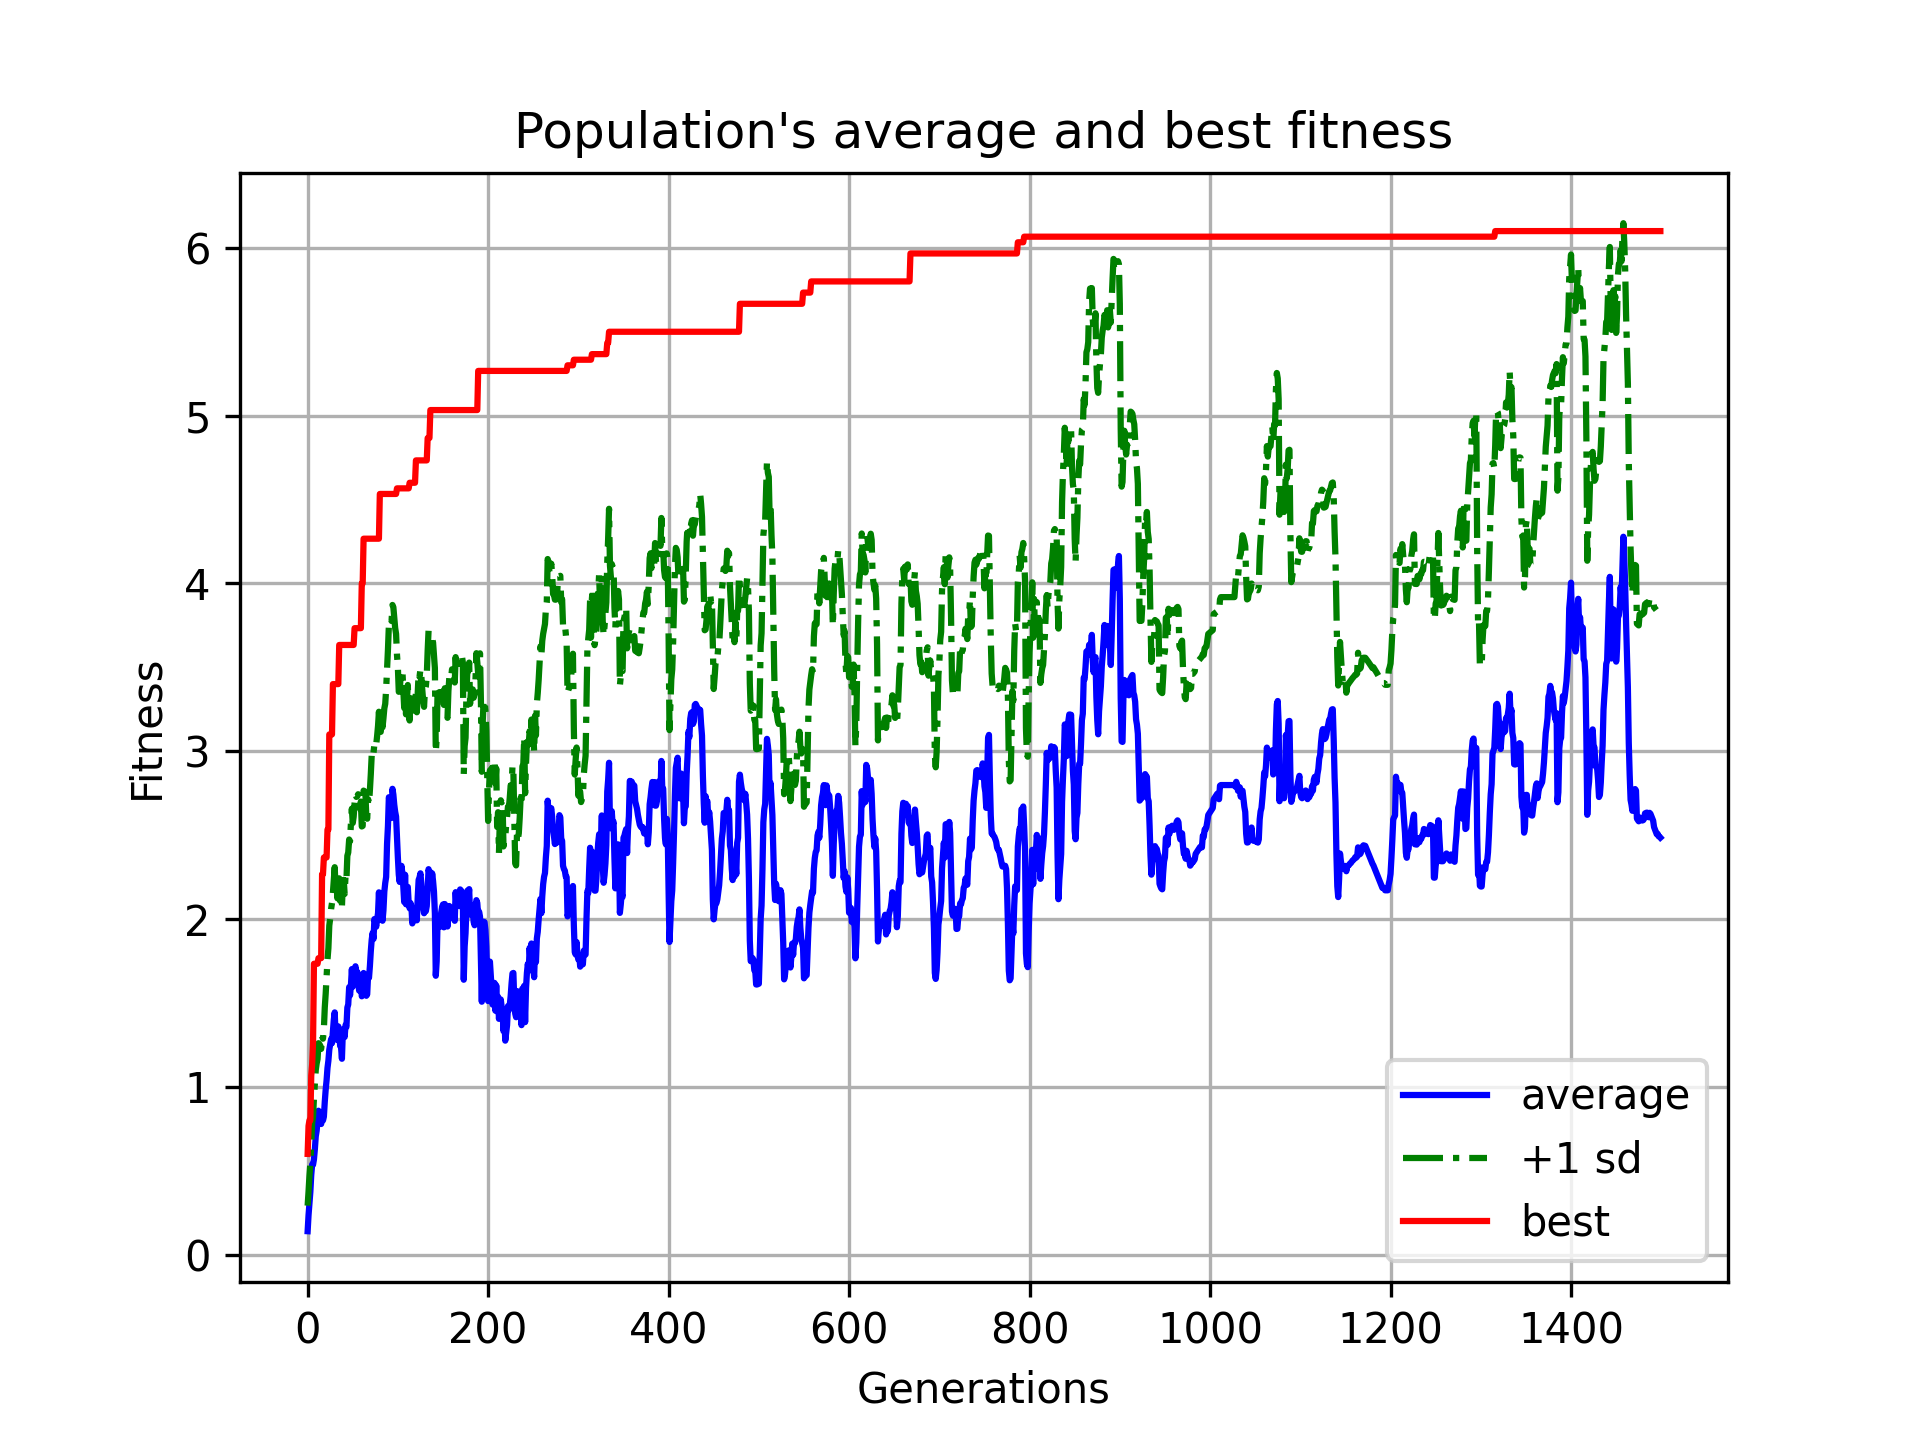 Population's average and best fitness
Fitness
6
5
4
3
2
1
0
0 200 400 600 800 1000 1200 1400
Generations
average
+1 sd
best